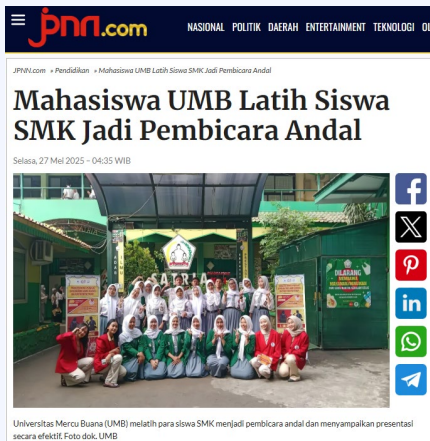 jpnn.com
NASIONAL POLITIK DAERAH ENTERTAINMENT TEKNOLOGI
JPNN.com » Pendidikan » Mahasiswa UMB Latih Siswa SMK Jadi Pembicara Andal
Mahasiswa UMB Latih Siswa
SMK Jadi Pembicara Andal
Selasa, 27 Mei 2025 – 04:35 WIB
DILARANG
Universitas Mercu Buana (UMB) melatih para siswa SMK menjadi pembicara andal dan menyampaikan presentasi
secara efektif. Foto dok. UMB